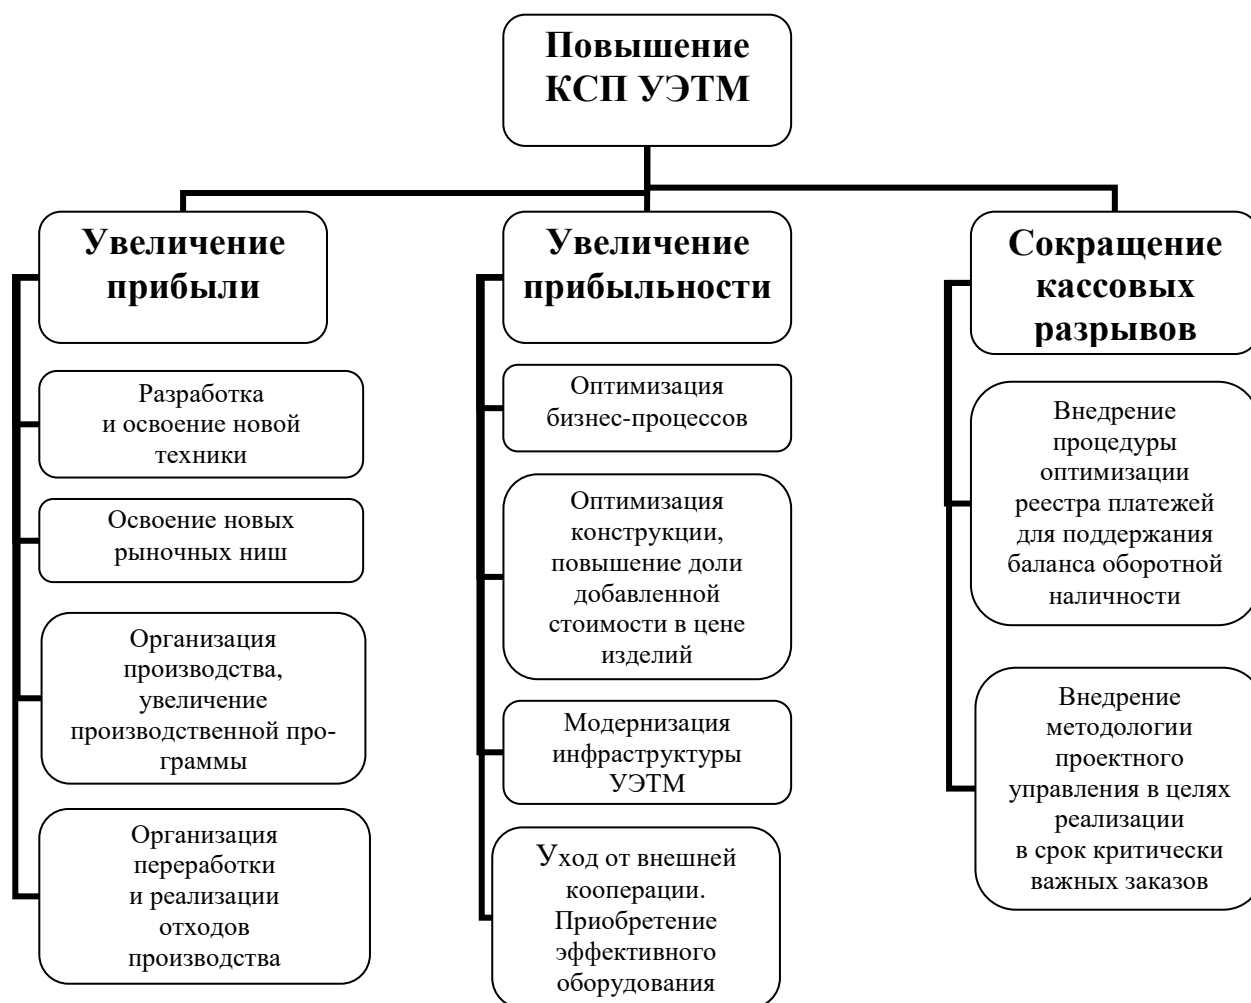 Повышение
КСП УЭТМ
Увеличение
прибыли
Разработка
и освоение новой
техники
Освоение новых
рыночных ниш
Организация
производства,
увеличение
производственной про-
граммы
Организация
переработки
и реализации
отходов
производства
Увеличение
прибыльности
Оптимизация
бизнес-процессов
Оптимизация
конструкции,
повышение доли
добавленной
стоимости в цене
изделий
Модернизация
инфраструктуры
УЭТМ
Уход от внешней
кооперации.
Приобретение
эффективного
оборудования
Сокращение
кассовых
разрывов
Внедрение
процедуры
оптимизации
реестра платежей
для поддержания
баланса оборотной
наличности
Внедрение
методологии
проектного
управления в целях
реализации
в срок критически
важных заказов